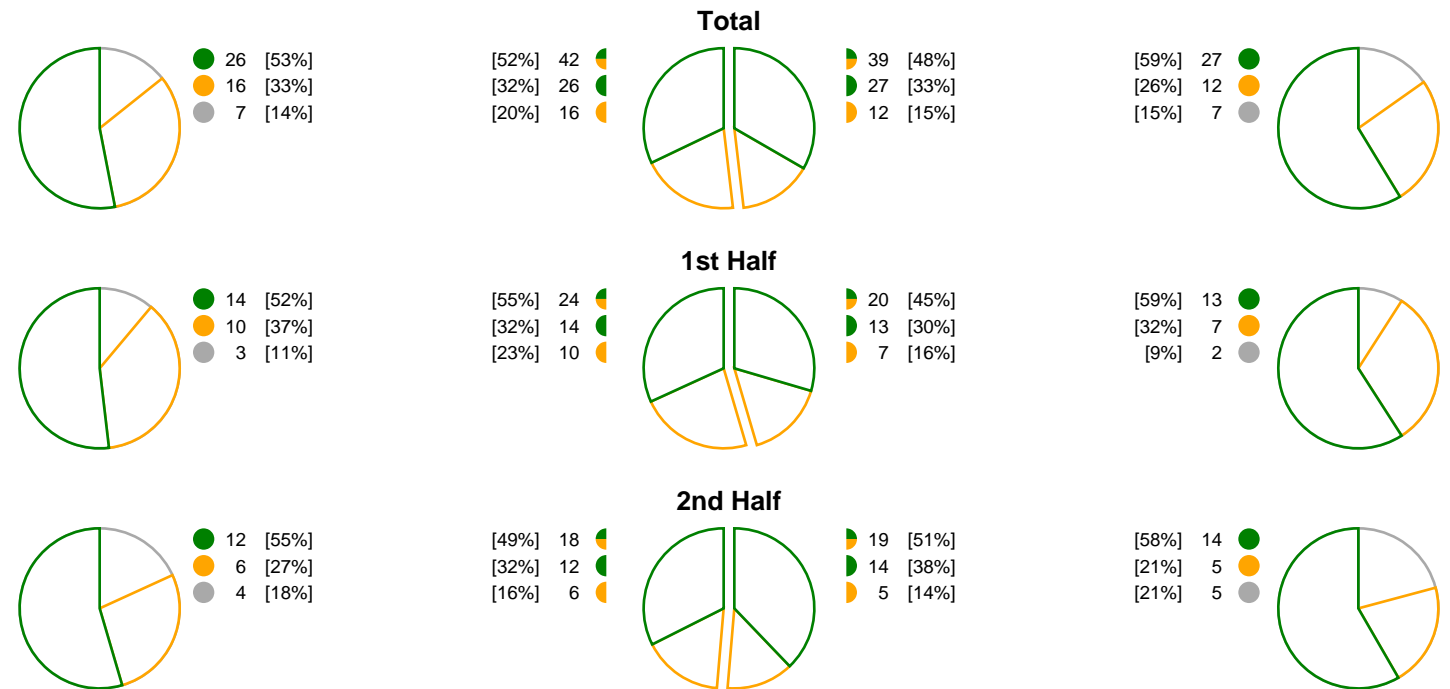 Total
26 [53%] [52%] 42 39 [48%] [59%] 27
16 [33%] [32%] 26 27 [33%] [26%] 12
7 [14%] [20%] 16 12 [15%] [15%] 7
1st Half
14 [52%] [55%] 24 20 [45%] [59%] 13
10 [37%] [32%] 14 13 [30%] [32%] 7
3 [11%] [23%] 10 7 [16%] [9%] 2
2nd Half
12 [55%] [49%] 18 19 [51%] [58%] 14
6 [27%] [32%] 12 14 [38%] [21%] 5
4 [18%] [16%] 6 5 [14%] [21%] 5